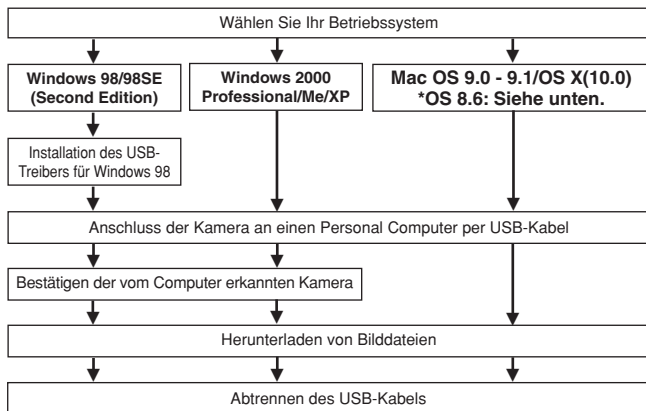 Wählen Sie Ihr Betriebssystem
Windows 98/98SE
(Second Edition)
Windows 2000
Professional/Me/XP
Mac OS 9.0 - 9.1/OS X(10.0)
*OS 8.6: Siehe unten.
Installation des USB-
Treibers für Windows 98
Anschluss der Kamera an einen Personal Computer per USB-Kabel
Bestätigen der vom Computer erkannten Kamera
Herunterladen von Bilddateien
Abtrennen des USB-Kabels